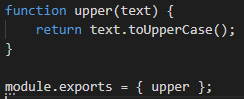 function upper(text) {
    return text.toUpperCase();
}

module.exports = { upper };